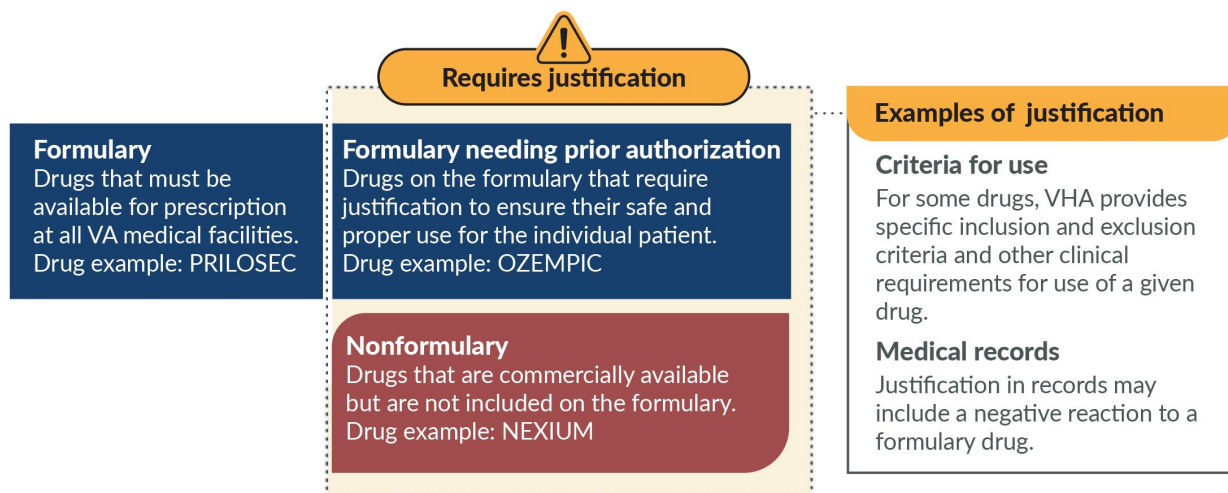 Requires justification
Formulary
Drugs that must be
available for prescription
at all VA medical facilities.
Drug example: PRILOSEC
Formulary needing prior authorization
Drugs on the formulary that require
justification to ensure their safe and
proper use for the individual patient.
Drug example: OZEMPIC
Nonformulary
Drugs that are commercially available
but are not included on the formulary.
Drug example: NEXIUM
Examples of justification
Criteria for use
For some drugs, VHA provides
specific inclusion and exclusion
criteria and other clinical
requirements for use of a given
drug.
Medical records
Justification in records may
include a negative reaction to a
formulary drug.